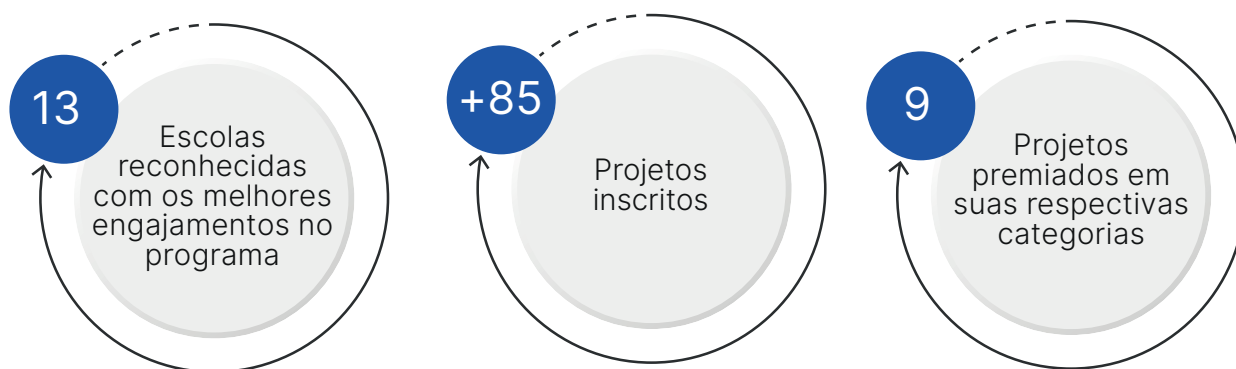 13
Escolas
reconhecidas
com os melhores
engajamentos no
programa
+85
Projetos
inscritos
9
Projetos
premiados em
suas respectivas
categorias